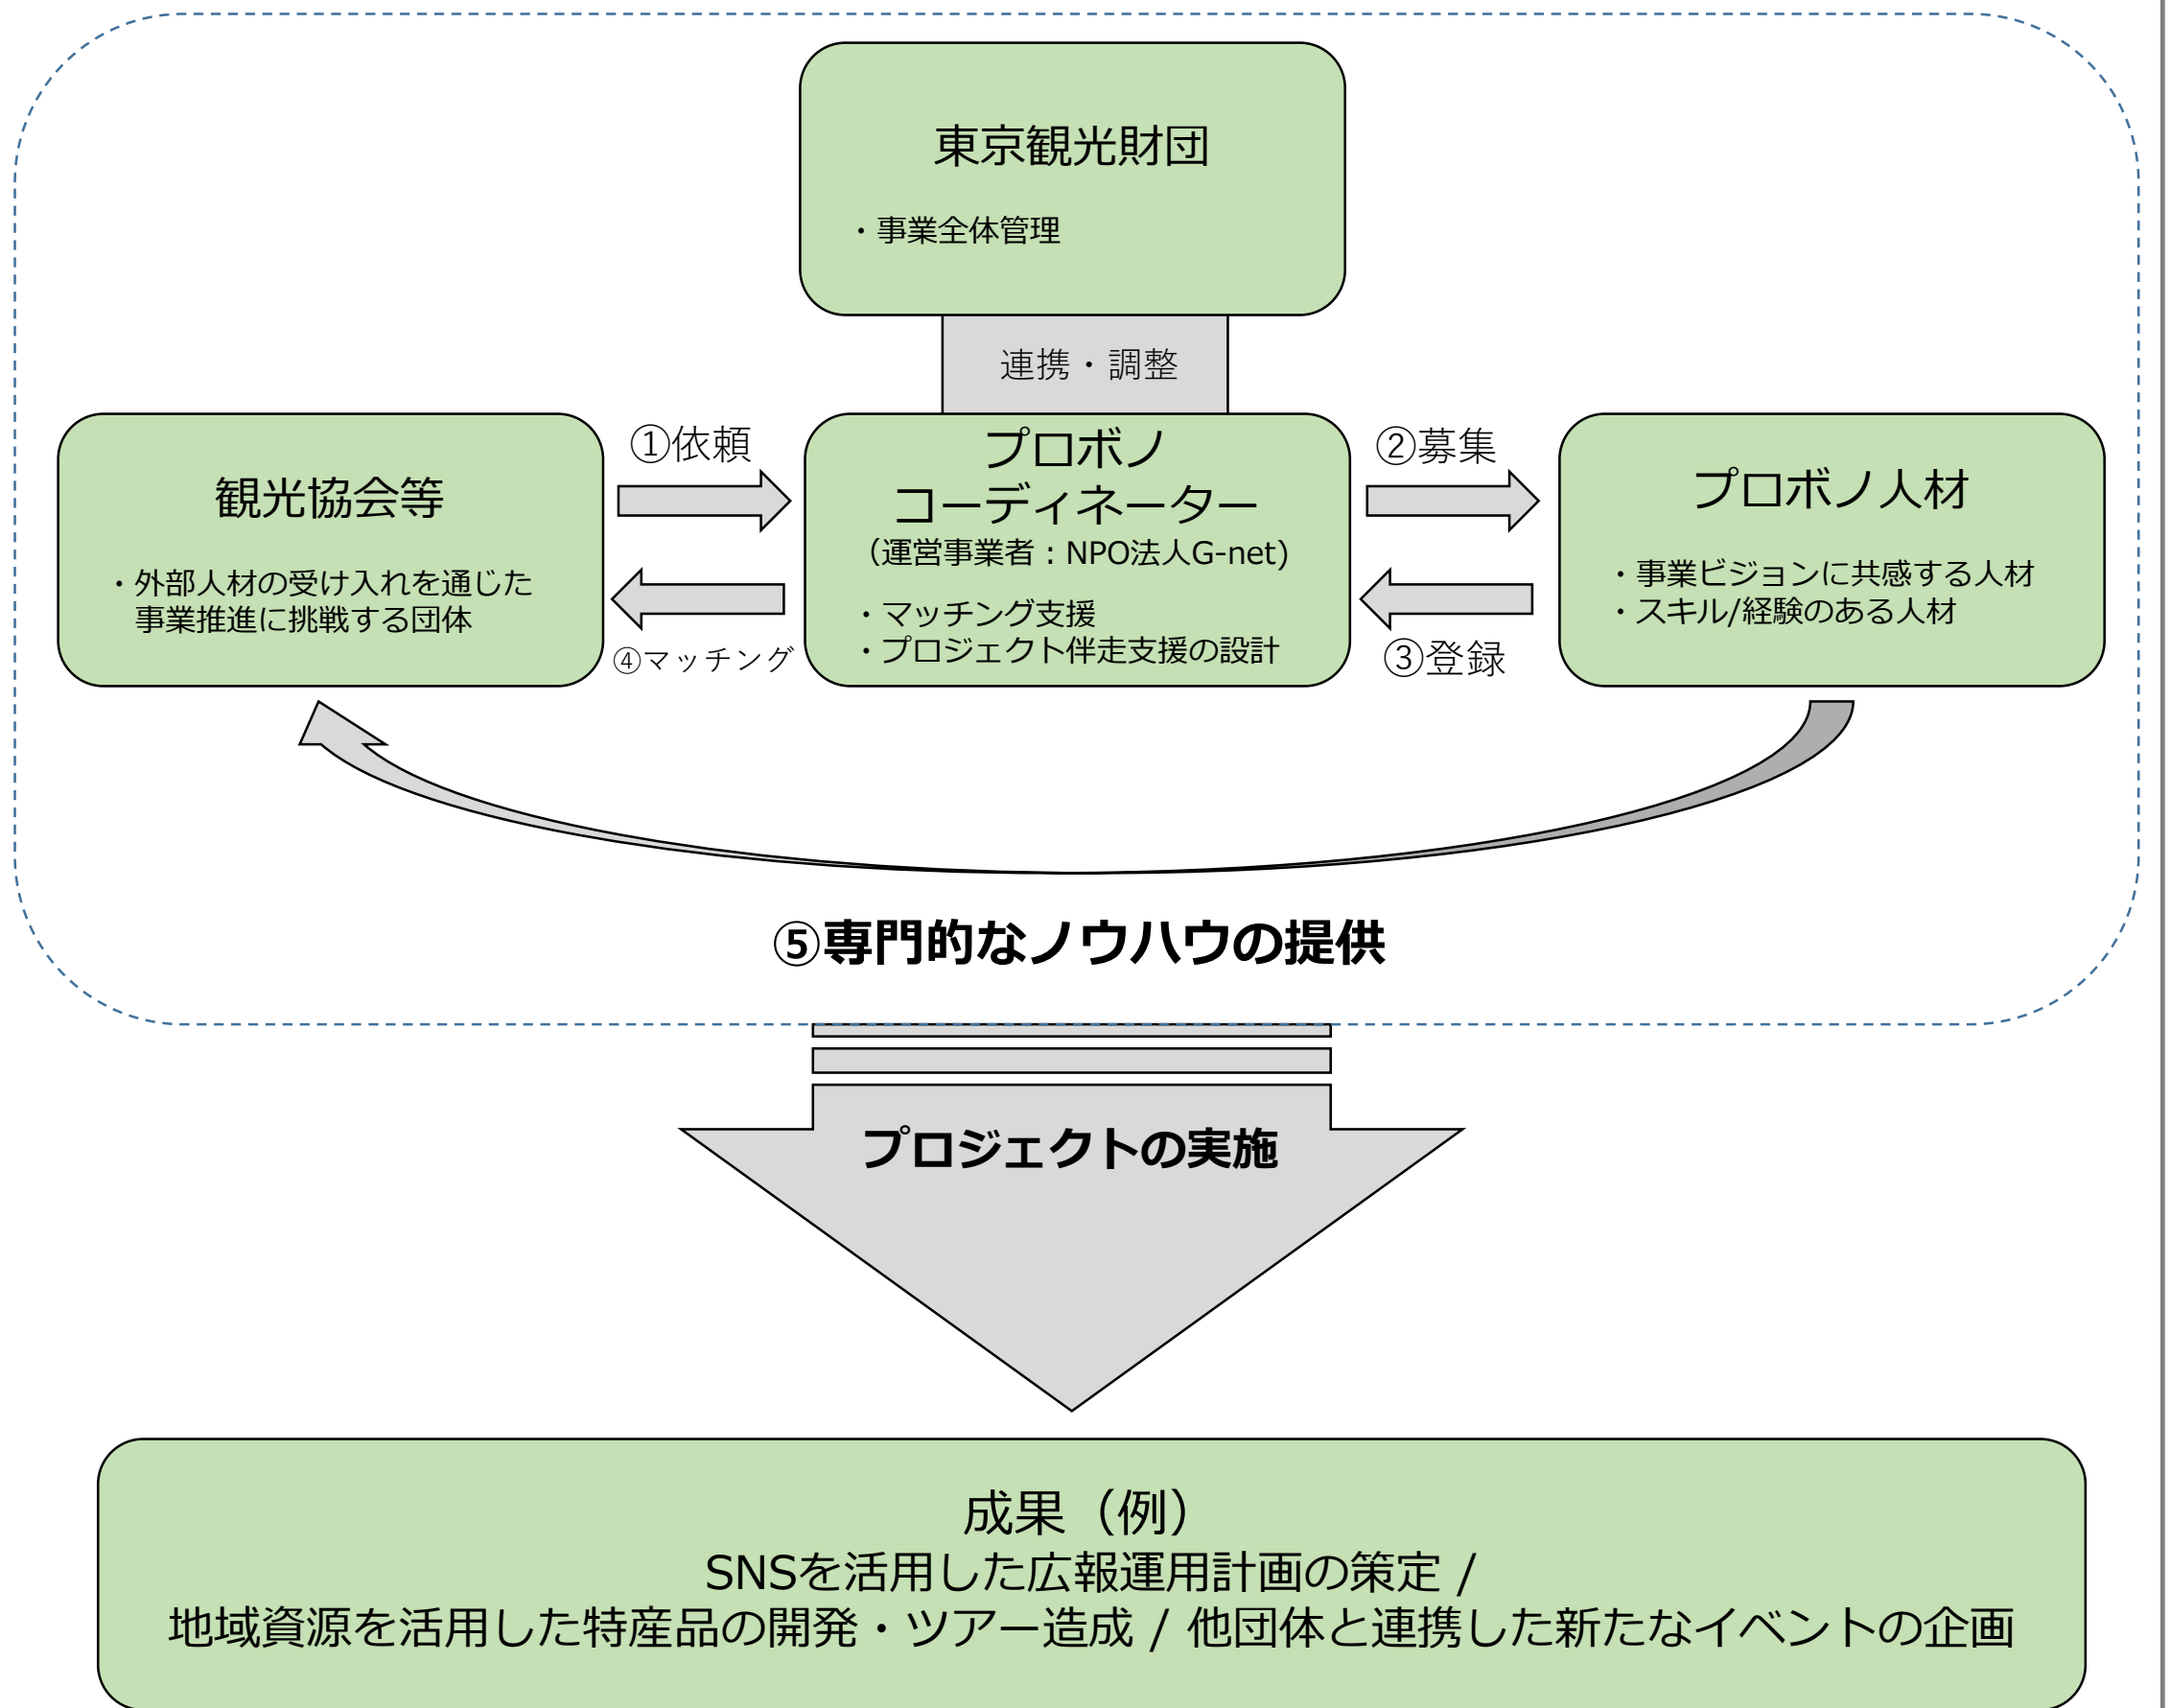 東京観光財団
・事業全体管理
連携・調整
観光協会等
・外部人材の受け入れを通じた
事業推進に挑戦する団体
①依頼
④マッチング
プロボノ
コーディネーター
（運営事業者：NPO法人G-net）
・マッチング支援
・プロジェクト伴走支援の設計
②募集
③登録
プロボノ人材
・事業ビジョンに共感する人材
・スキル/経験のある人材
⑤専門的なノウハウの提供
プロジェクトの実施
成果（例）
SNSを活用した広報運用計画の策定 /
地域資源を活用した特産品の開発・ツアー造成 / 他団体と連携した新たなイベントの企画